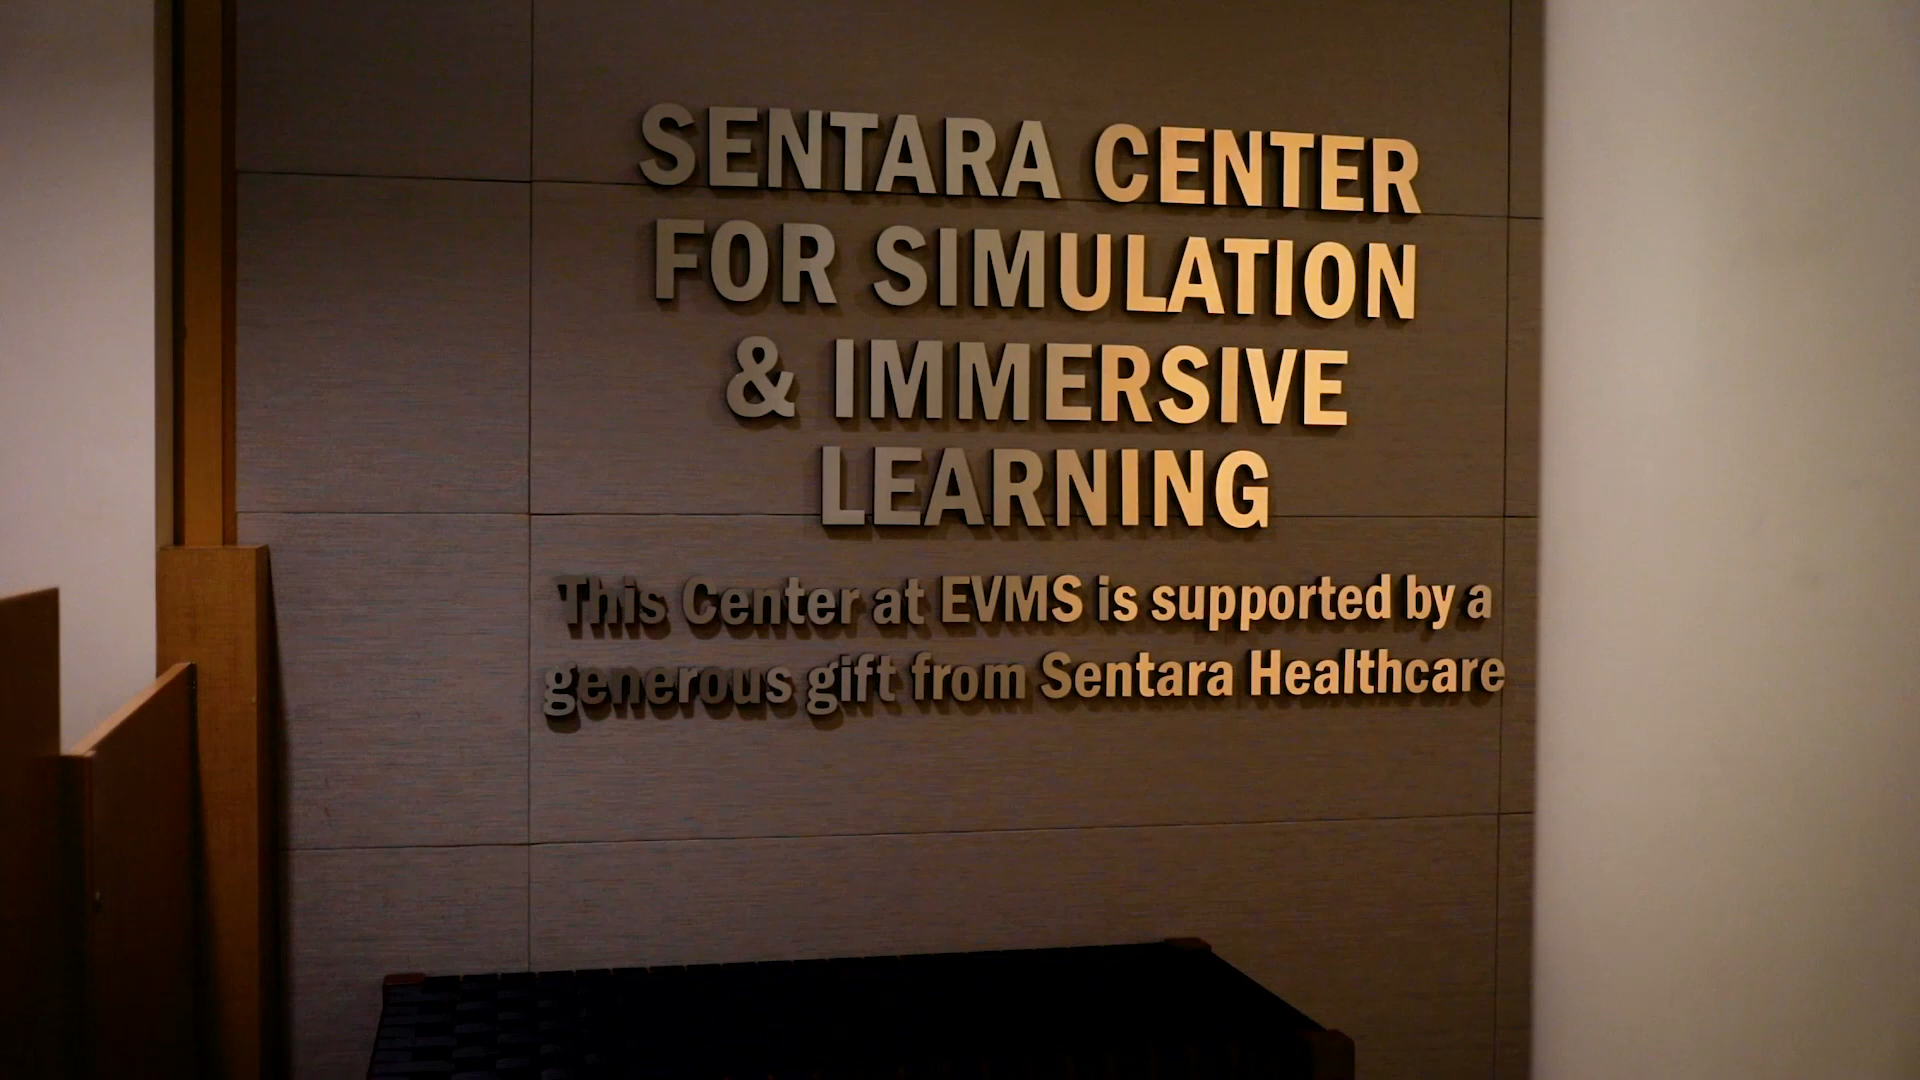 SENTARA CENTER
FOR SIMULATION
& IMMERSIVE
LEARNING
This Center at EVMS is supported by a
generous gift from Sentara Healthcare